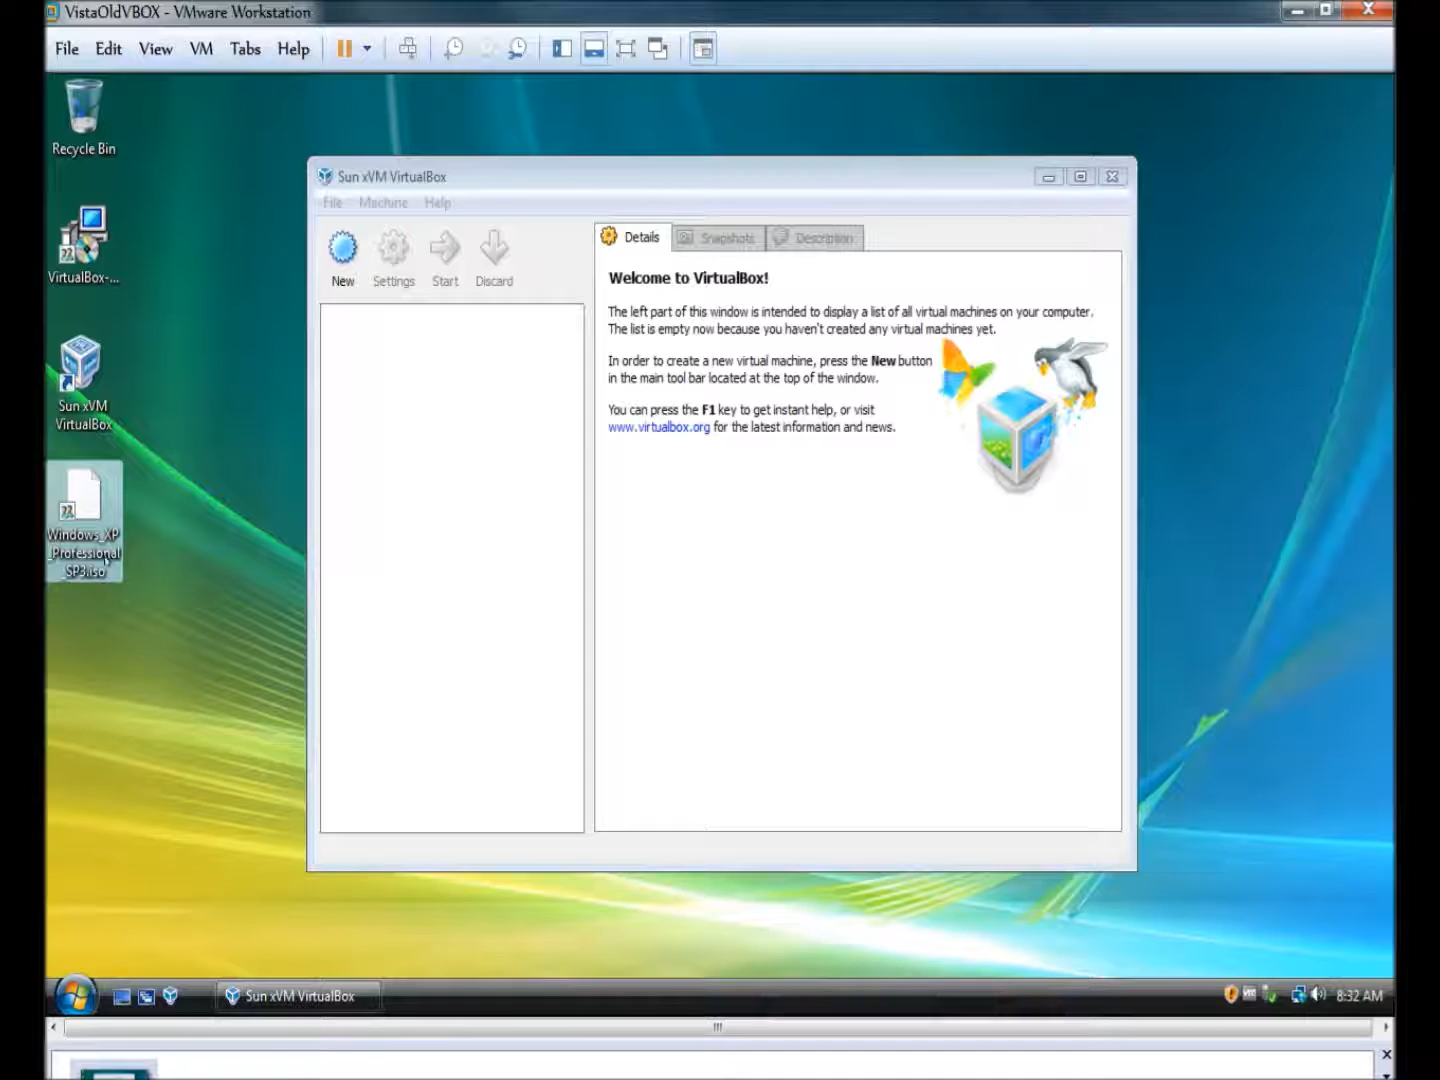 VistaOldVBOX - VMware Workstation
File Edit View VM Tabs Help
Recycle Bin
VirtualBox-...
Sun xVM
VirtualBox
Windows_XP
_Professional
_SP3.iso
Sun xVM VirtualBox
File Machine Help
New Settings Start Discard
Details Snapshots Description
Welcome to VirtualBox!
The left part of this window is intended to display a list of all virtual machines on your computer.
The list is empty now because you haven't created any virtual machines yet.
In order to create a new virtual machine, press the New button
in the main tool bar located at the top of the window.
You can press the F1 key to get instant help, or visit
www.virtualbox.org for the latest information and news.
Sun xVM VirtualBox
8:32 AM